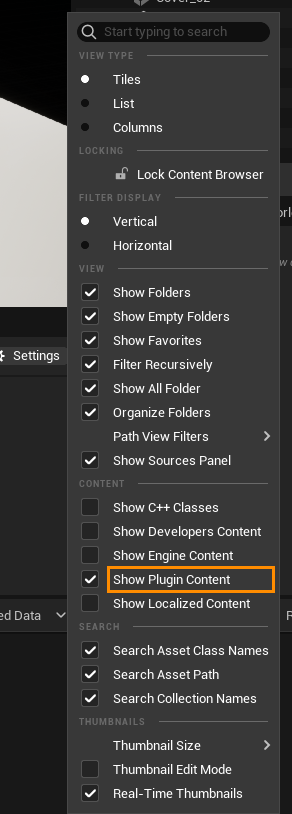 Start typing to search
VIEW TYPE
Tiles
List
Columns
LOCKING
Lock Content Browser
FILTER DISPLAY
Vertical
Horizontal
VIEW
Show Folders
Show Empty Folders
Show Favorites
Settings
Filter Recursively
Show All Folder
Organize Folders
Path View Filters
Show Sources Panel
CONTENT
Show C++ Classes
Show Developers Content
Show Engine Content
Show Plugin Content
Show Localized Content
ed Data
SEARCH
Search Asset Class Names
Search Asset Path
Search Collection Names
THUMBNAILS
Thumbnail Size
Thumbnail Edit Mode
Real-Time Thumbnails